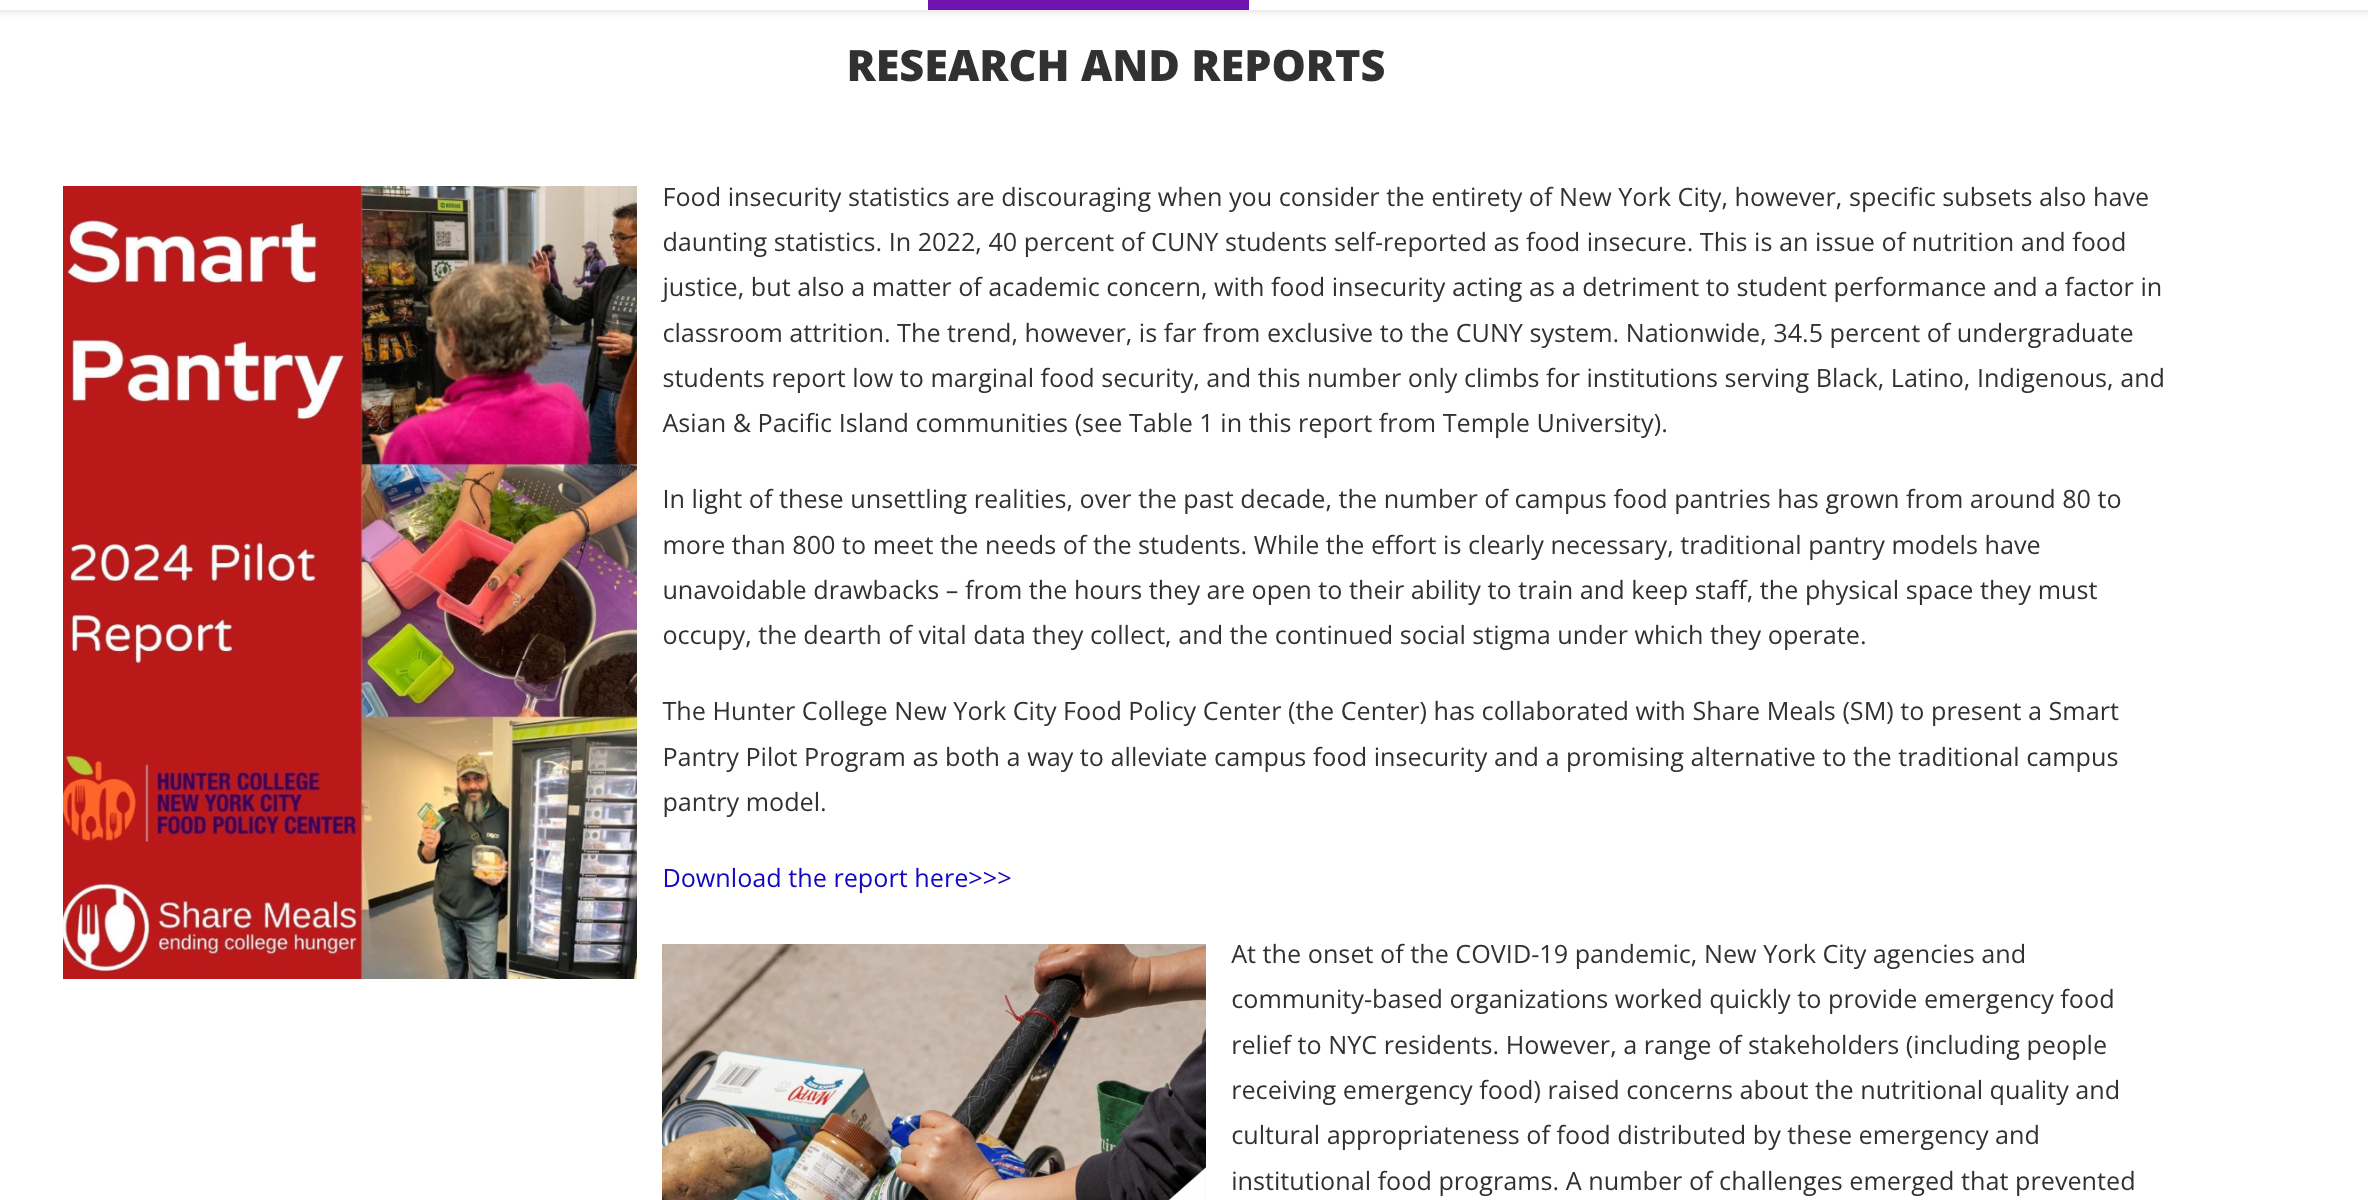 RESEARCH AND REPORTS
Smart
Pantry
2024 Pilot
Report
HUNTER COLLEGE
NEW YORK CITY
FOOD POLICY CENTER
Share Meals
ending college hunger
Food insecurity statistics are discouraging when you consider the entirety of New York City, however, specific subsets also have
daunting statistics. In 2022, 40 percent of CUNY students self-reported as food insecure. This is an issue of nutrition and food
justice, but also a matter of academic concern, with food insecurity acting as a detriment to student performance and a factor in
classroom attrition. The trend, however, is far from exclusive to the CUNY system. Nationwide, 34.5 percent of undergraduate
students report low to marginal food security, and this number only climbs for institutions serving Black, Latino, Indigenous, and
Asian & Pacific Island communities (see Table 1 in this report from Temple University).
In light of these unsettling realities, over the past decade, the number of campus food pantries has grown from around 80 to
more than 800 to meet the needs of the students. While the effort is clearly necessary, traditional pantry models have
unavoidable drawbacks – from the hours they are open to their ability to train and keep staff, the physical space they must
occupy, the dearth of vital data they collect, and the continued social stigma under which they operate.
The Hunter College New York City Food Policy Center (the Center) has collaborated with Share Meals (SM) to present a Smart
Pantry Pilot Program as both a way to alleviate campus food insecurity and a promising alternative to the traditional campus
pantry model.
Download the report here>>>
At the onset of the COVID-19 pandemic, New York City agencies and
community-based organizations worked quickly to provide emergency food
relief to NYC residents. However, a range of stakeholders (including people
receiving emergency food) raised concerns about the nutritional quality and
cultural appropriateness of food distributed by these emergency and
institutional food programs. A number of challenges emerged that prevented